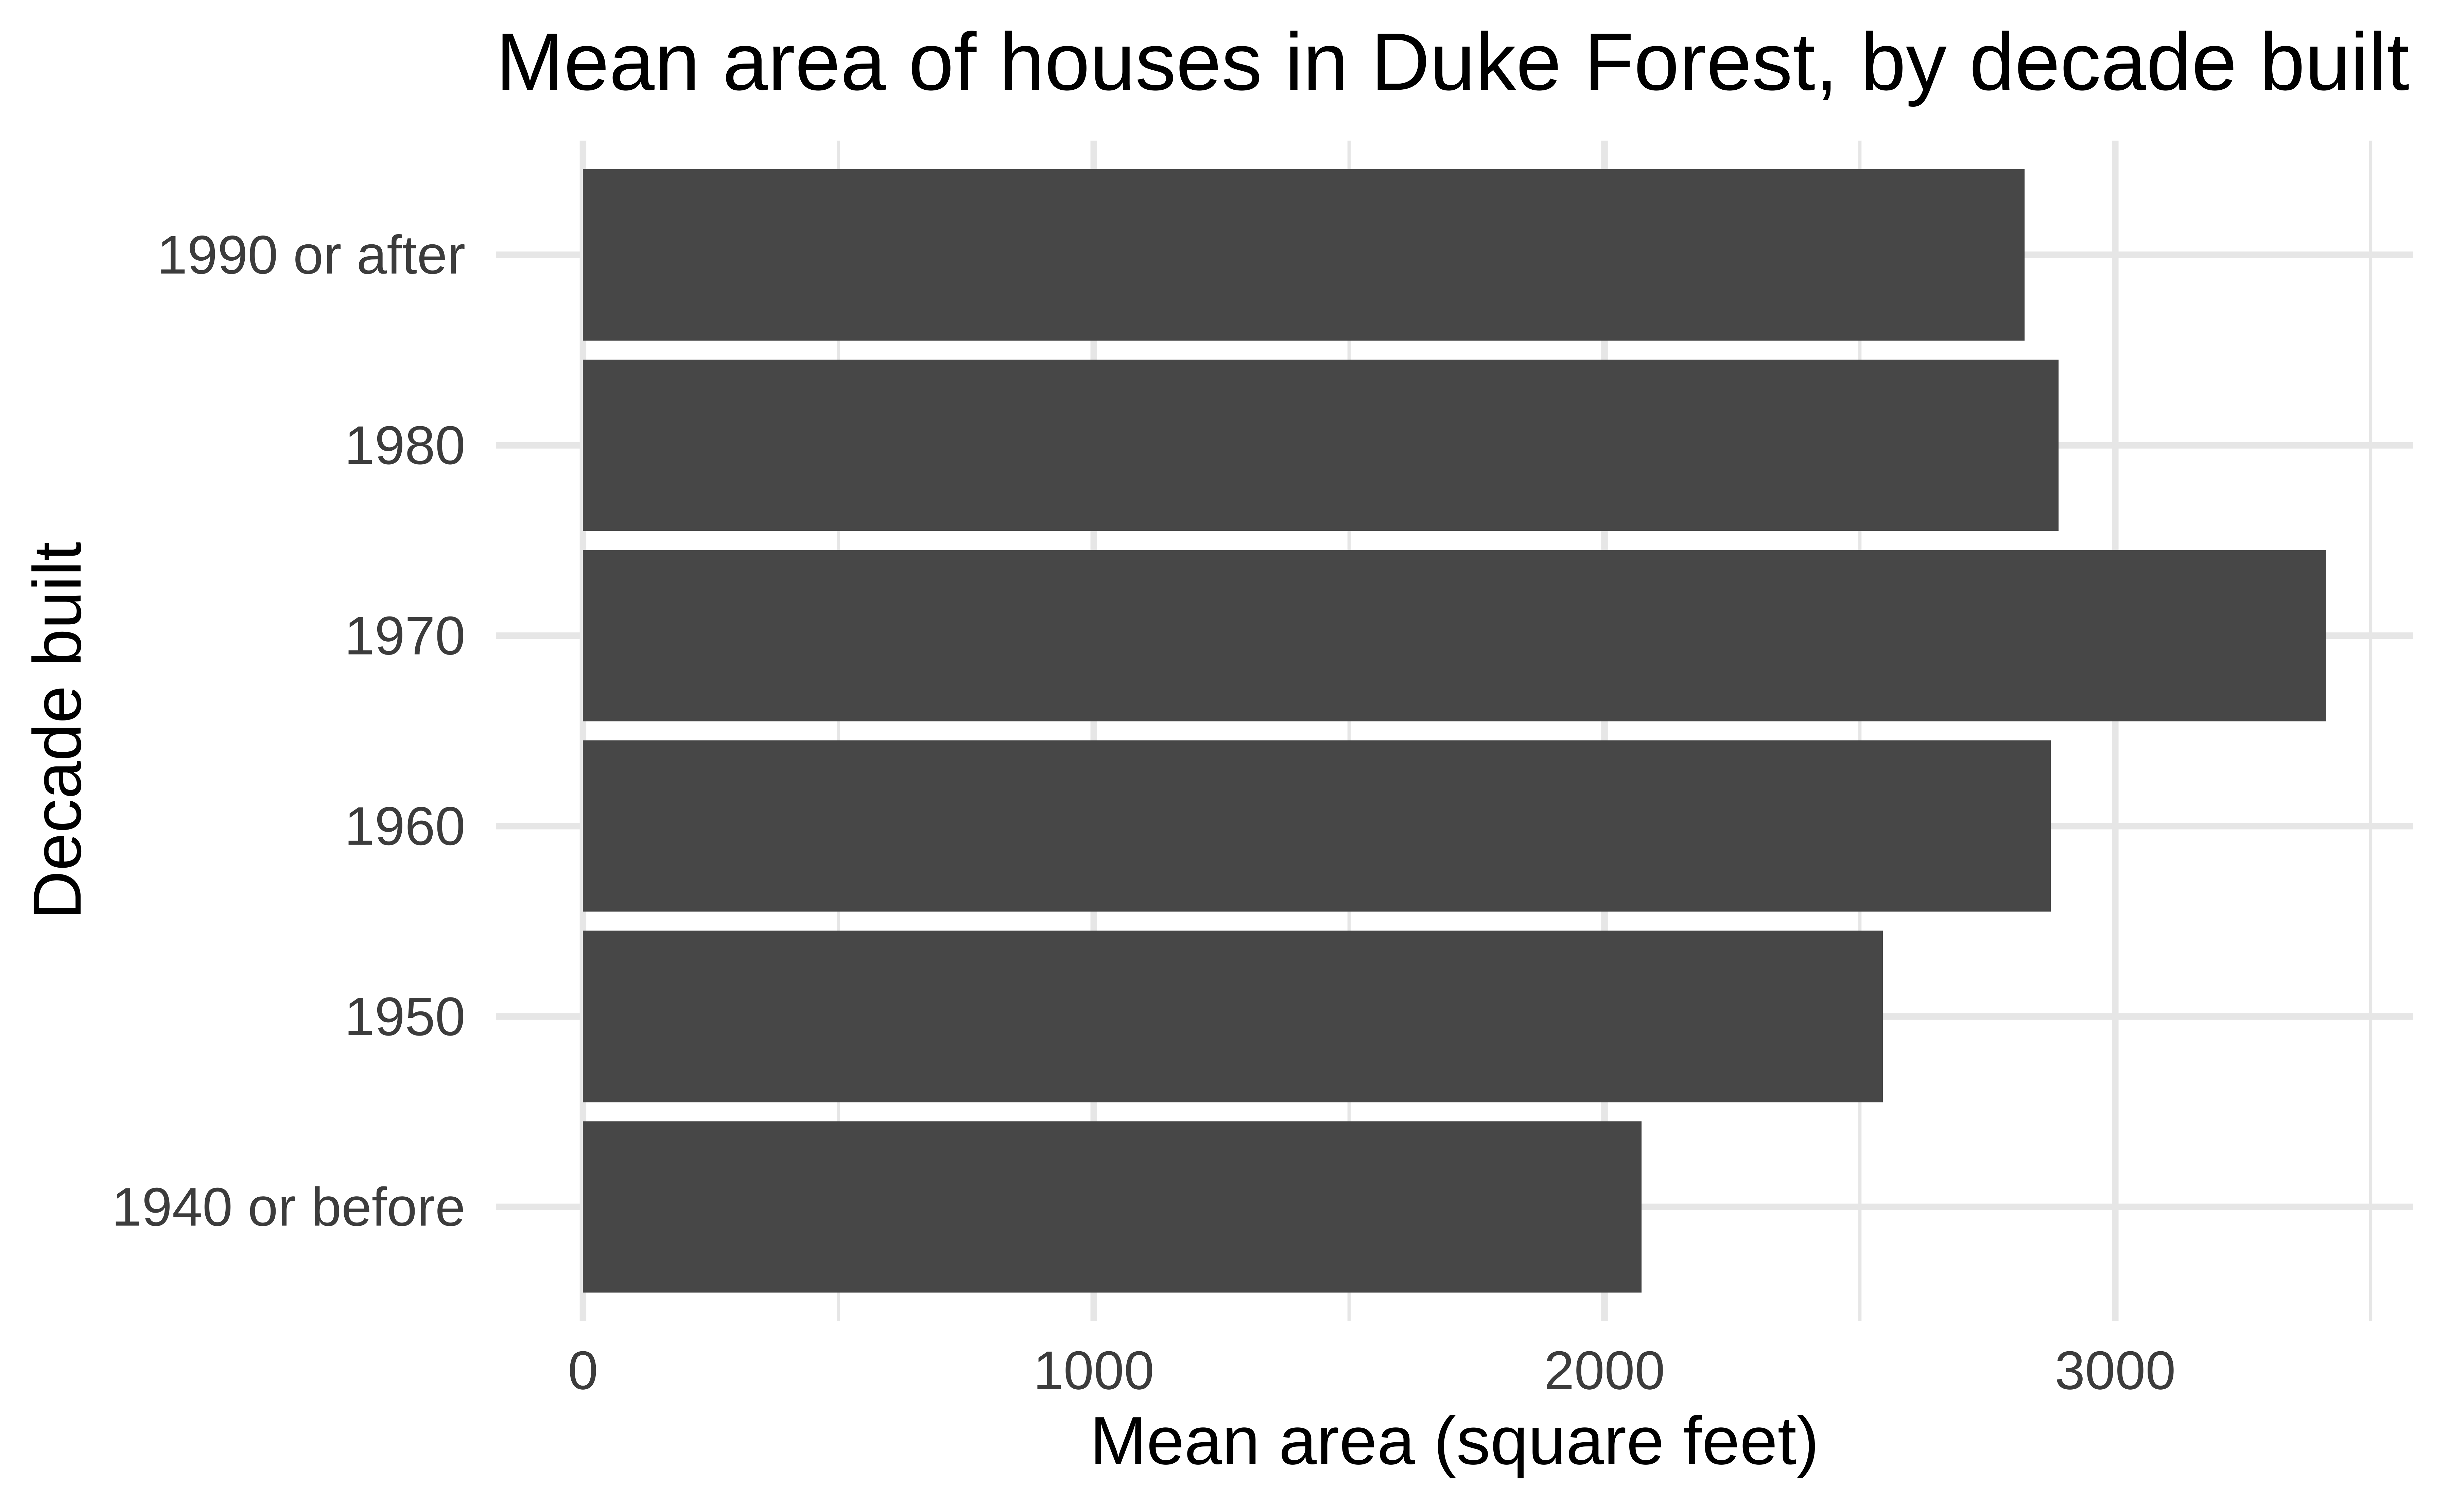 Mean area of houses in Duke Forest, by decade built
Decade built
1990 or after
1980
1970
1960
1950
1940 or before
0 1000 2000 3000
Mean area (square feet)